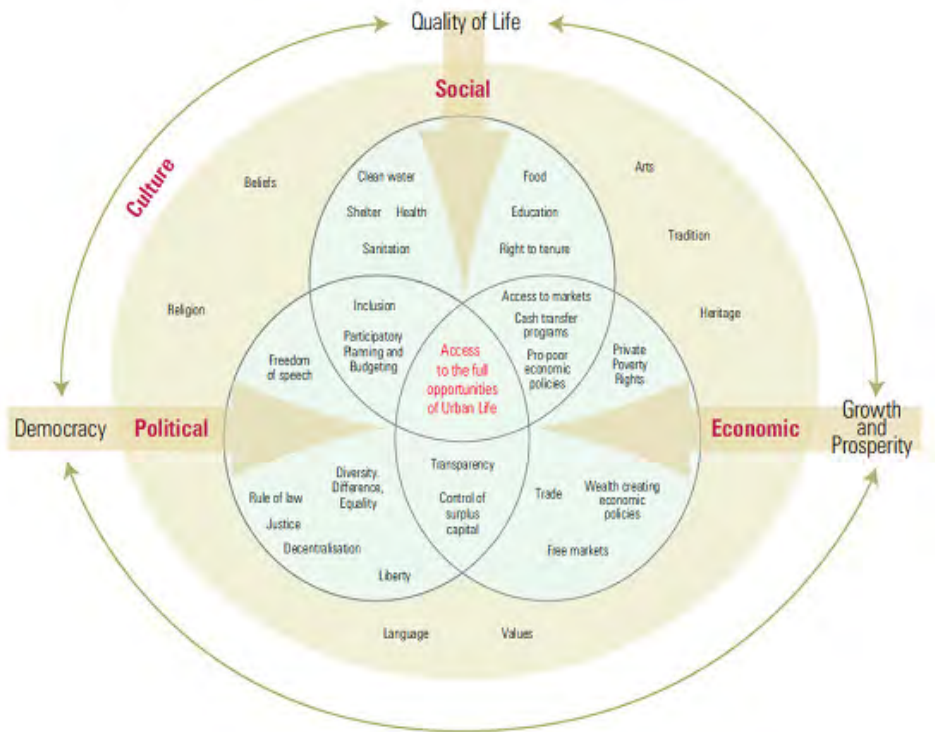 Quality of Life
Social
Culture
Beliefs
Arts
Tradition
Religion
Heritage
Clean water
Food
Shelter
Health
Education
Sanitation
Right to tenure
Inclusion
Participatory
Planning and
Budgeting
Access to markets
Cash transfer
programs
Pro poor
economic
policies
Freedom
of speech
Access
to the full
opportunities
of Urban Life
Private
Poverty
Rights
Democracy
Political
Economic
Growth
and
Prosperity
Diversity.
Difference,
Equality
Rule of law
Justice
Decentralisation
Liberty
Transparency
Control of
surplus
capital
Trade
Wealth creating
economic
policies
Free markets
Language
Values